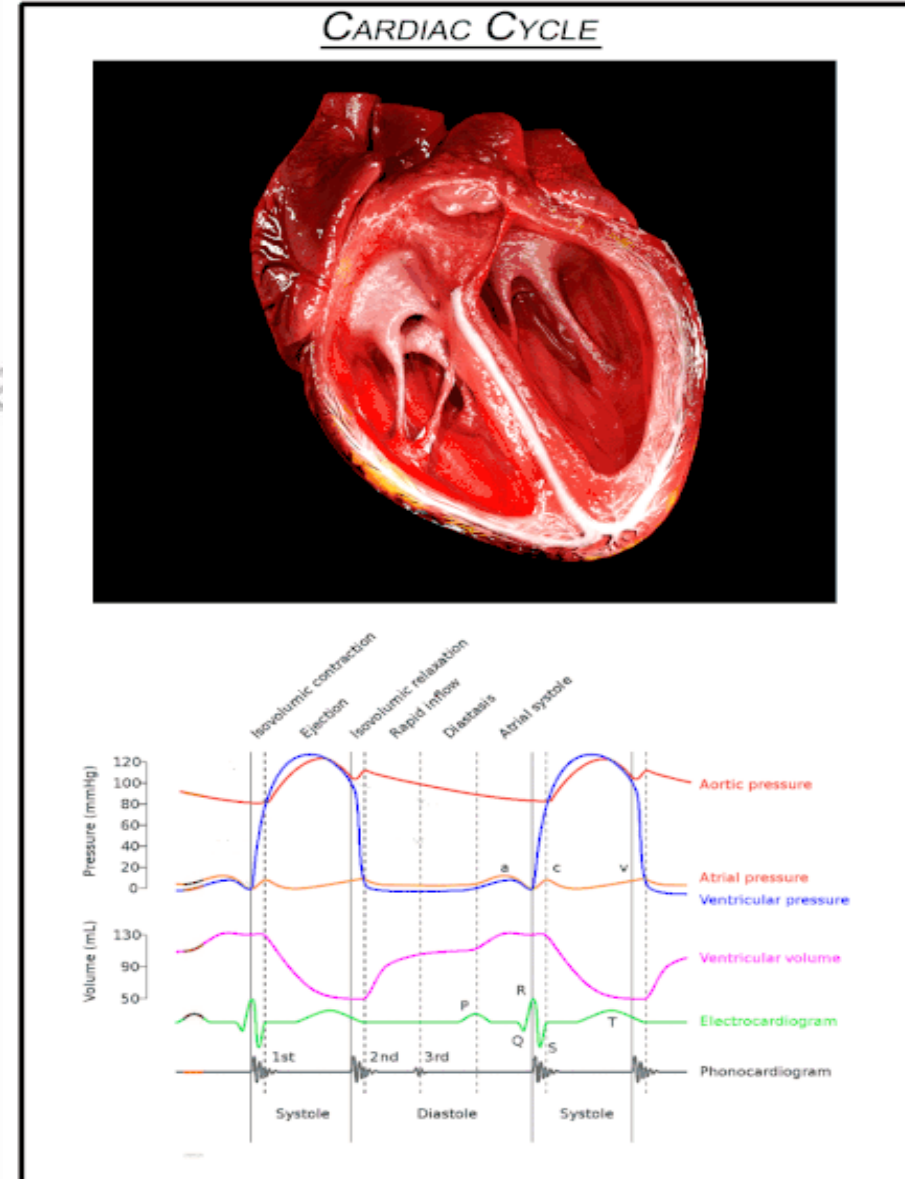 CARDIAC CYCLE
Isovolumic contraction
Ejection
Isovolumic relaxation
Rapid inflow
Diastasis
Atrial systole
Pressure (mmHg)
120
100
80
60
40
20
0
a
c
v
Aortic pressure
Atrial pressure
Ventricular pressure
Volume (mL)
130
90
50
Ventricular volume
R
P
Q
S
T
Electrocardiogram
1st 2nd 3rd
Phonocardiogram
Systole Diastole Systole